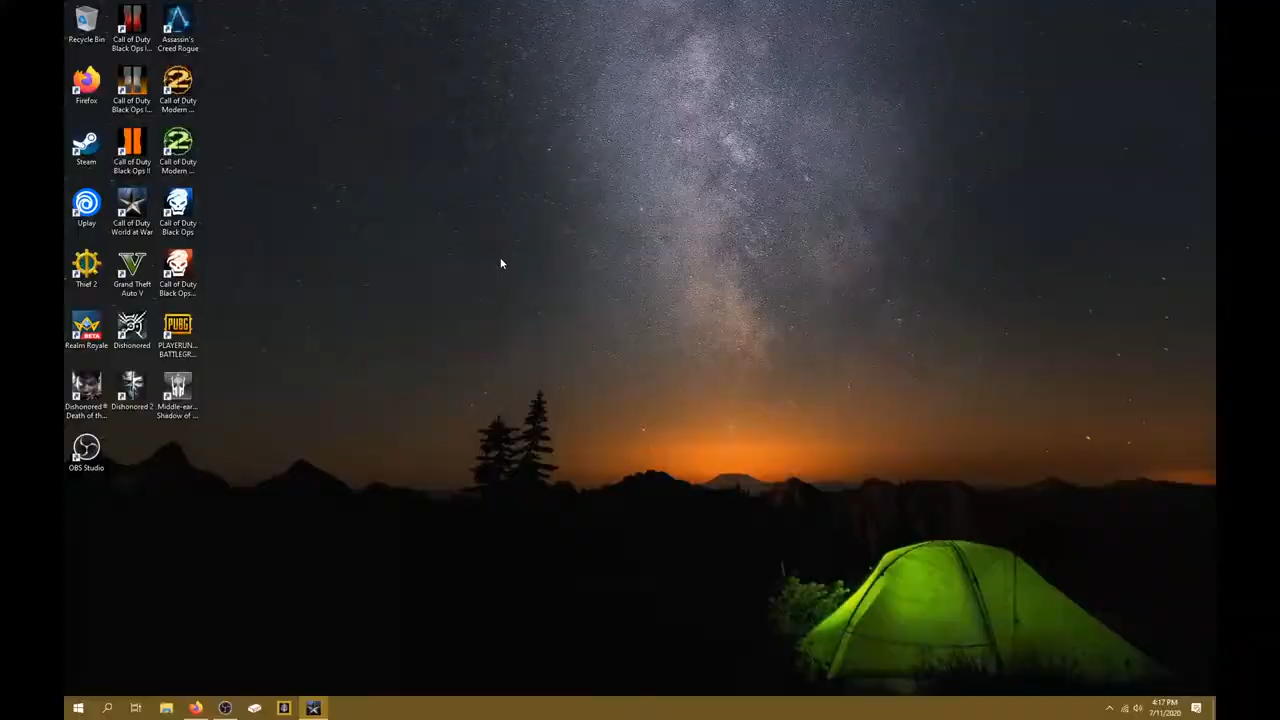 Recycle Bin
Call of Duty
Black Ops I...
Assassin's
Creed Rogue
Firefox
Call of Duty
Black Ops I...
Call of Duty
Modern ...
Steam
Call of Duty
Black Ops II
Call of Duty
Modern ...
Uplay
Call of Duty
World at War
Call of Duty
Black Ops
Thief 2
Grand Theft
Auto V
Call of Duty
Black Ops...
BETA
Realm Royale
Dishonored
PUBG
PLAYERUN...
BATTLEGR...
Dishonored®
Death of th...
Dishonored 2
Middle-ear...
Shadow of ...
OBS Studio
4:17 PM
7/11/2020